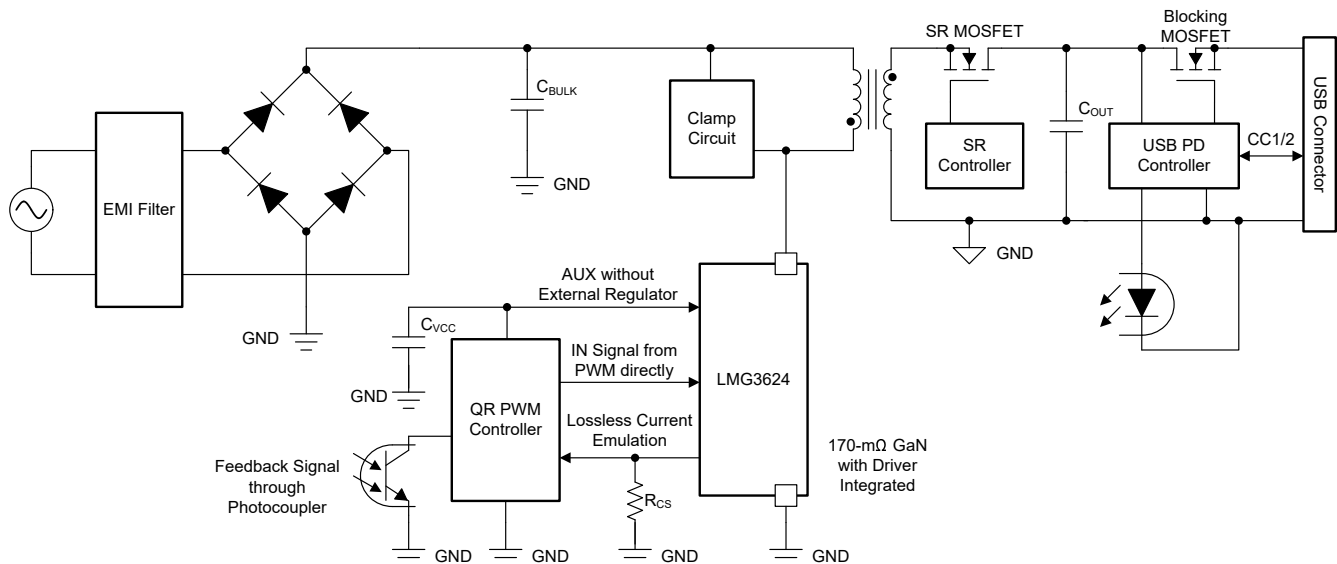 SR MOSFET
Blocking
MOSFET
CBULK
Clamp
Circuit
COUT
SR
Controller
USB PD
Controller
CC1/2
USB Connector
EMI Filter
GND
GND
GND
CVCC
GND
AUX without
External Regulator
IN Signal from
PWM directly
LMG3624
QR PWM
Controller
Lossless Current
Emulation
Feedback Signal
through
Photocoupler
RCS
170-mΩ GaN
with Driver
Integrated
GND
GND
GND
GND